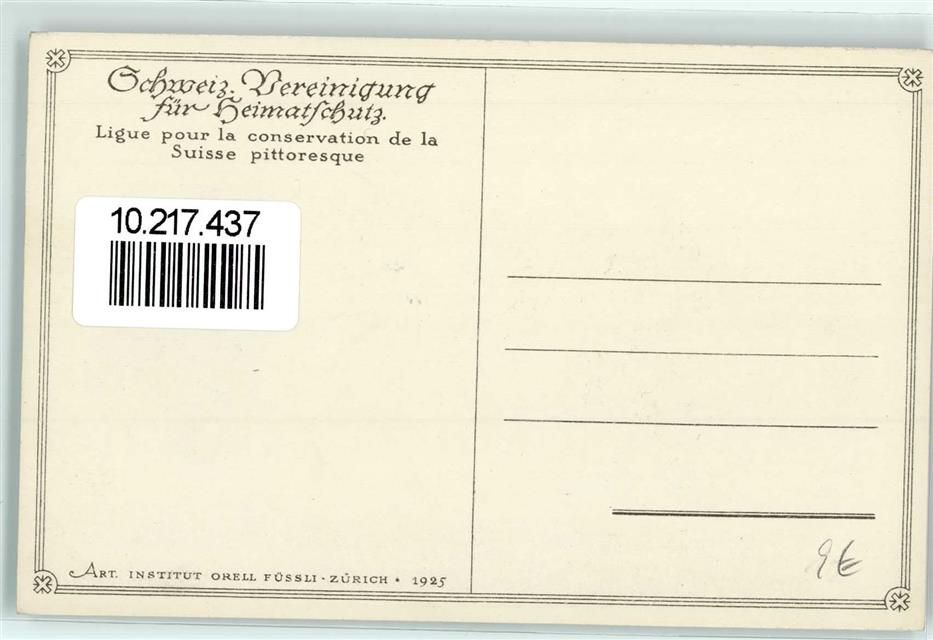 Schweiz. Vereinigung
für Heimatschutz.
Ligue pour la conservation de la
Suisse pittoresque
10.217.437
ART. INSTITUT ORELL FÜSSLI · ZÜRICH · 1925
9€